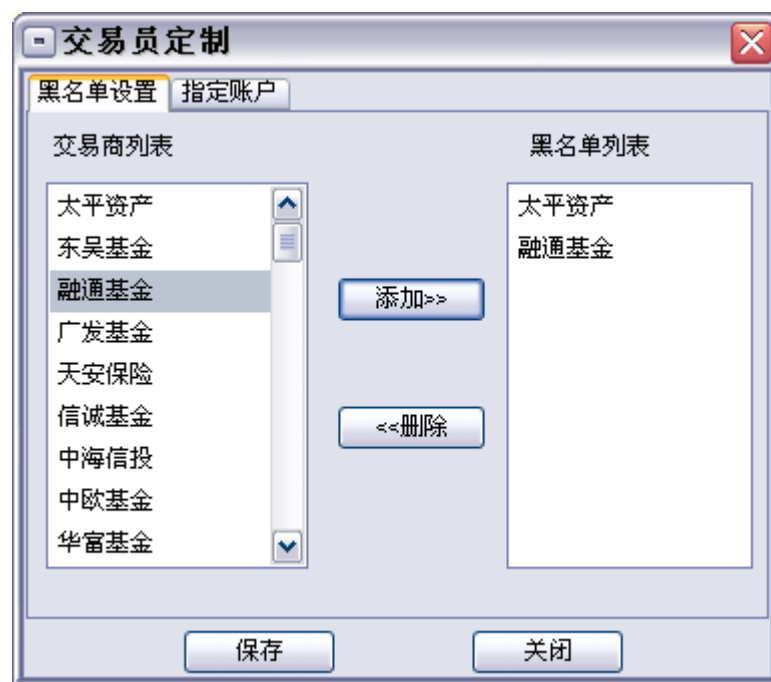 交易员定制
黑名单设置 指定账户
交易商列表 黑名单列表
太平资产 太平资产
东吴基金 融通基金
融通基金
添加>>
广发基金
天安保险
信诚基金
<<删除
中海信投
中欧基金
华富基金
保存 关闭